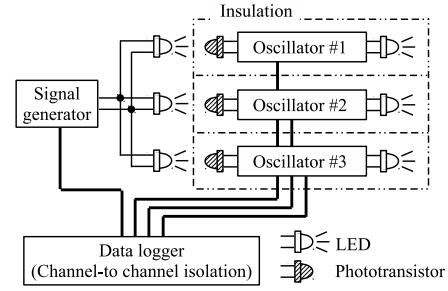 Insulation
Oscillator #1
Signal
generator
Oscillator #2
Oscillator #3
Data logger
(Channel-to channel isolation)
LED
Phototransistor